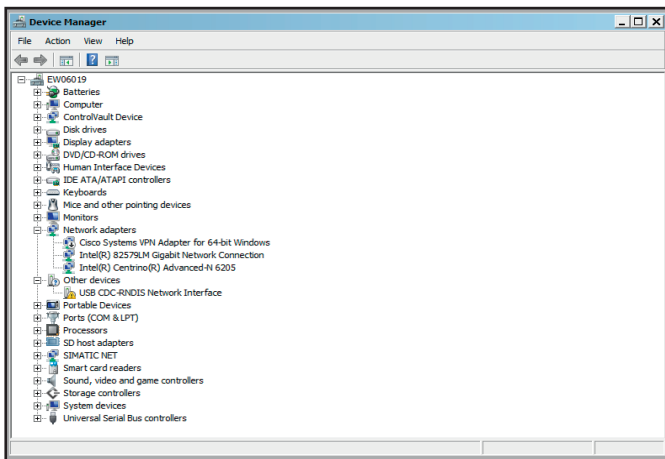 Device Manager
File Action View Help
EW06019
Batteries
Computer
ControlVault Device
Disk drives
Display adapters
DVD/CD-ROM drives
Human Interface Devices
IDE ATA/ATAPI controllers
Keyboards
Mice and other pointing devices
Monitors
Network adapters
Cisco Systems VPN Adapter for 64-bit Windows
Intel(R) 82579LM Gigabit Network Connection
Intel(R) Centrino(R) Advanced-N 6205
Other devices
USB CDC-RNDIS Network Interface
Portable Devices
Ports (COM & LPT)
Processors
SD host adapters
SIMATIC NET
Smart card readers
Sound, video and game controllers
Storage controllers
System devices
Universal Serial Bus controllers